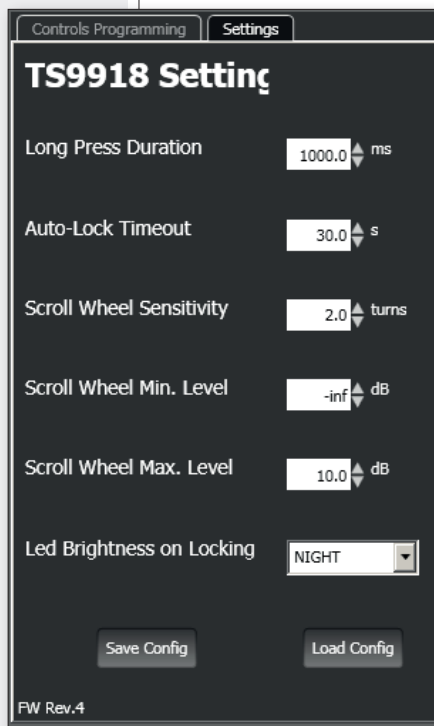 Controls Programming Settings
TS9918 Setting
Long Press Duration 1000.0 ms
Auto-Lock Timeout 30.0 s
Scroll Wheel Sensitivity 2.0 turns
Scroll Wheel Min. Level -inf dB
Scroll Wheel Max. Level 10.0 dB
Led Brightness on Locking NIGHT
Save Config Load Config
FW Rev.4